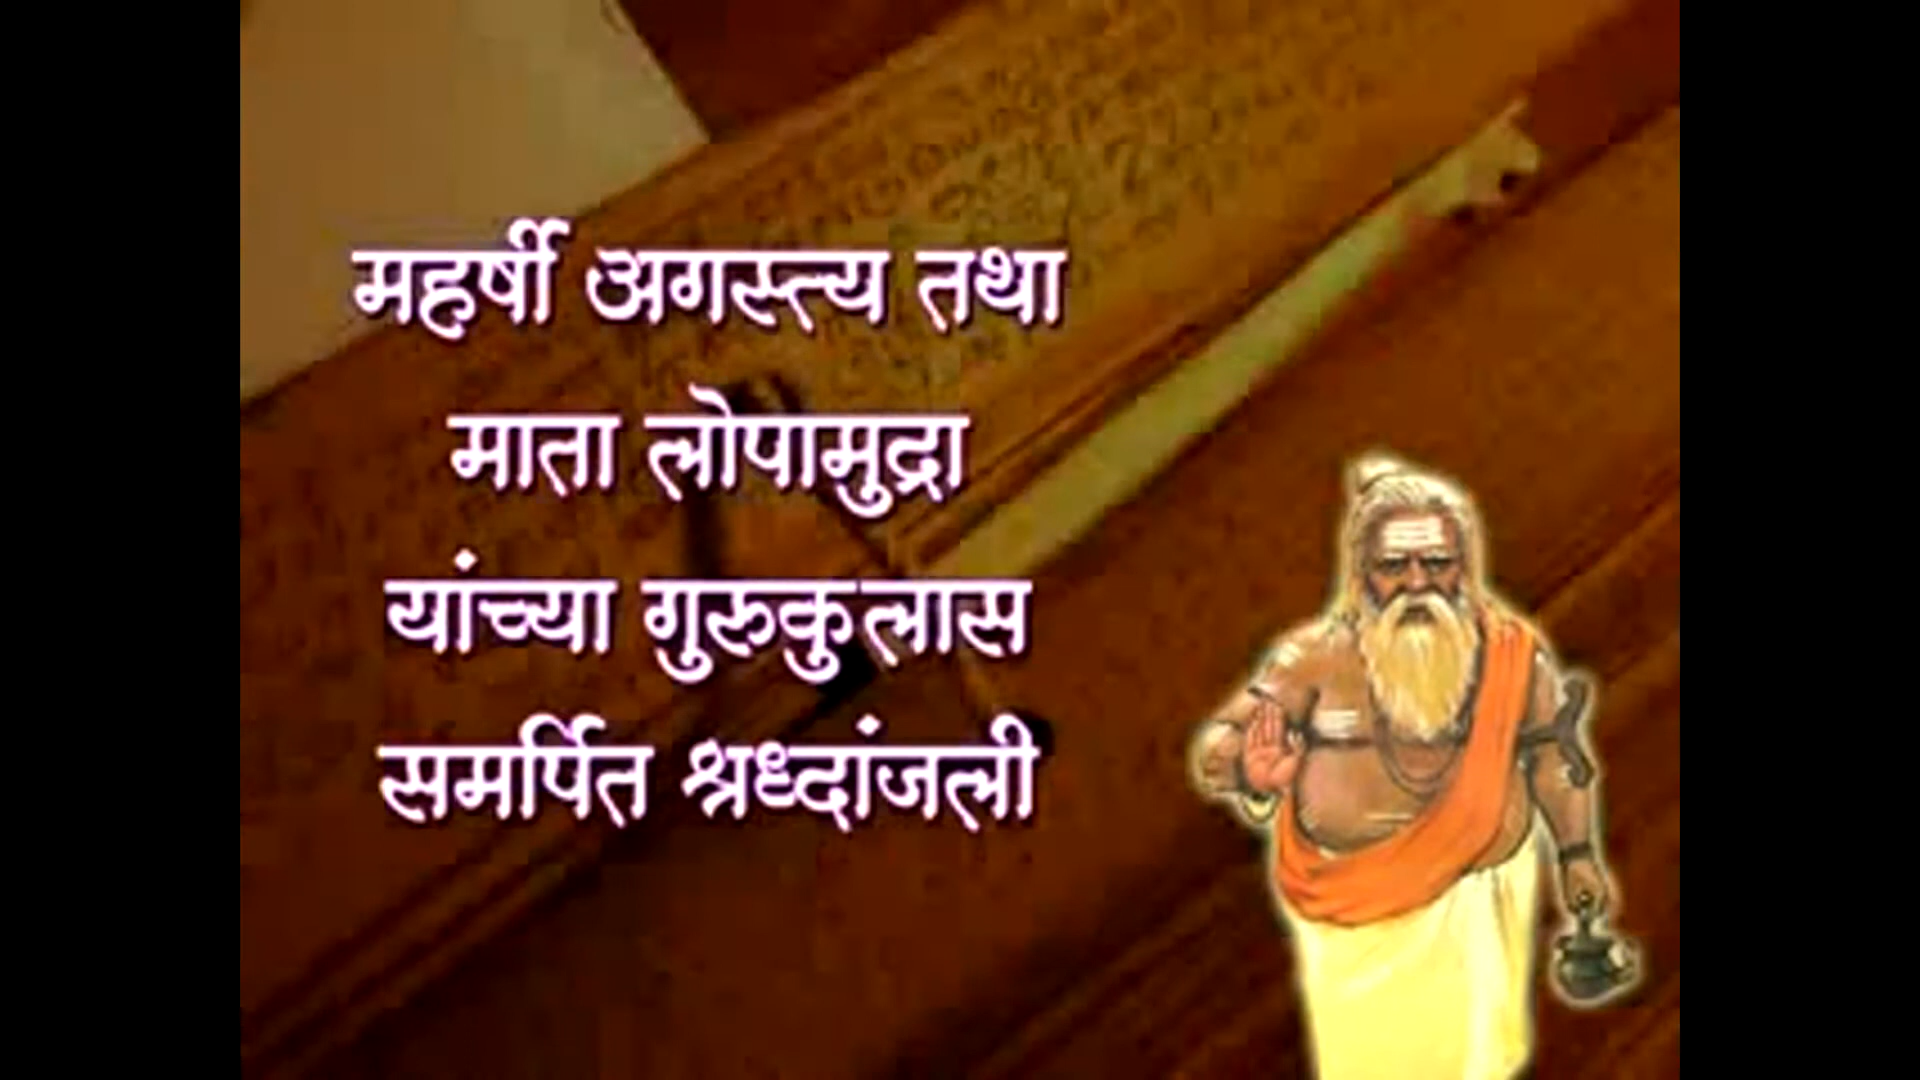 महर्षी अगस्त्य तथा
माता लोपामुद्रा
यांच्या गुरुकुलास
समर्पित श्रध्दांजली